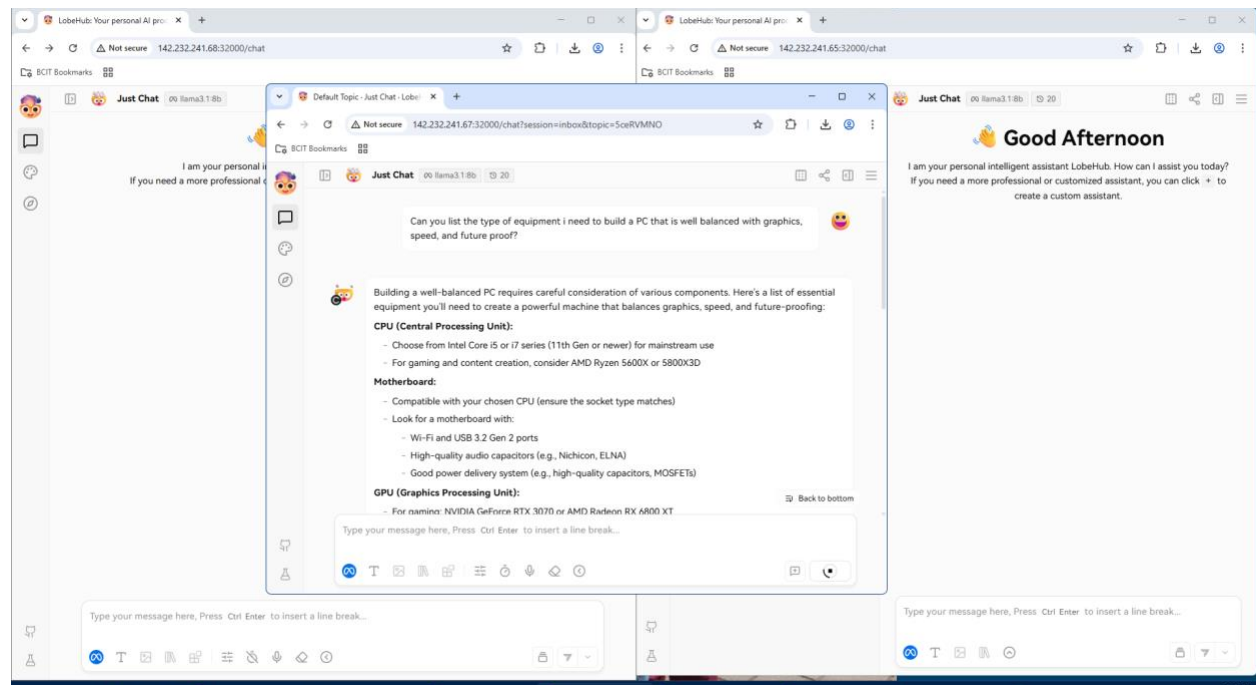 LobeHub: Your personal AI pro
Not secure 142.232.241.68:32000/chat
BCIT Bookmarks
Just Chat llama3.1:8b
I am your personal i
If you need a more professional
Type your message here, Press Ctrl Enter to insert a line break...
Default Topic - Just Chat - Lobe
Not secure 142.232.241.67:32000/chat?session=inbox&topic=5ceRVMNO
BCIT Bookmarks
Just Chat llama3.1:8b 20
Can you list the type of equipment i need to build a PC that is well balanced with graphics,
speed, and future proof?
Building a well-balanced PC requires careful consideration of various components. Here's a list of essential
equipment you'll need to create a powerful machine that balances graphics, speed, and future-proofing:
CPU (Central Processing Unit):
- Choose from Intel Core i5 or i7 series (11th Gen or newer) for mainstream use
- For gaming and content creation, consider AMD Ryzen 5600X or 5800X3D
Motherboard:
- Compatible with your chosen CPU (ensure the socket type matches)
- Look for a motherboard with:
- Wi-Fi and USB 3.2 Gen 2 ports
- High-quality audio capacitors (e.g., Nichicon, ELNA)
- Good power delivery system (e.g., high-quality capacitors, MOSFETs)
GPU (Graphics Processing Unit):
- For gaming: NVIDIA GeForce RTX 3070 or AMD Radeon RX 6800 XT
Back to bottom
Type your message here, Press Ctrl Enter to insert a line break...
LobeHub: Your personal AI pro
Not secure 142.232.241.65:32000/chat
BCIT Bookmarks
Just Chat llama3.1:8b 20
Good Afternoon
I am your personal intelligent assistant LobeHub. How can I assist you today?
If you need a more professional or customized assistant, you can click + to
create a custom assistant.
Type your message here, Press Ctrl Enter to insert a line break...